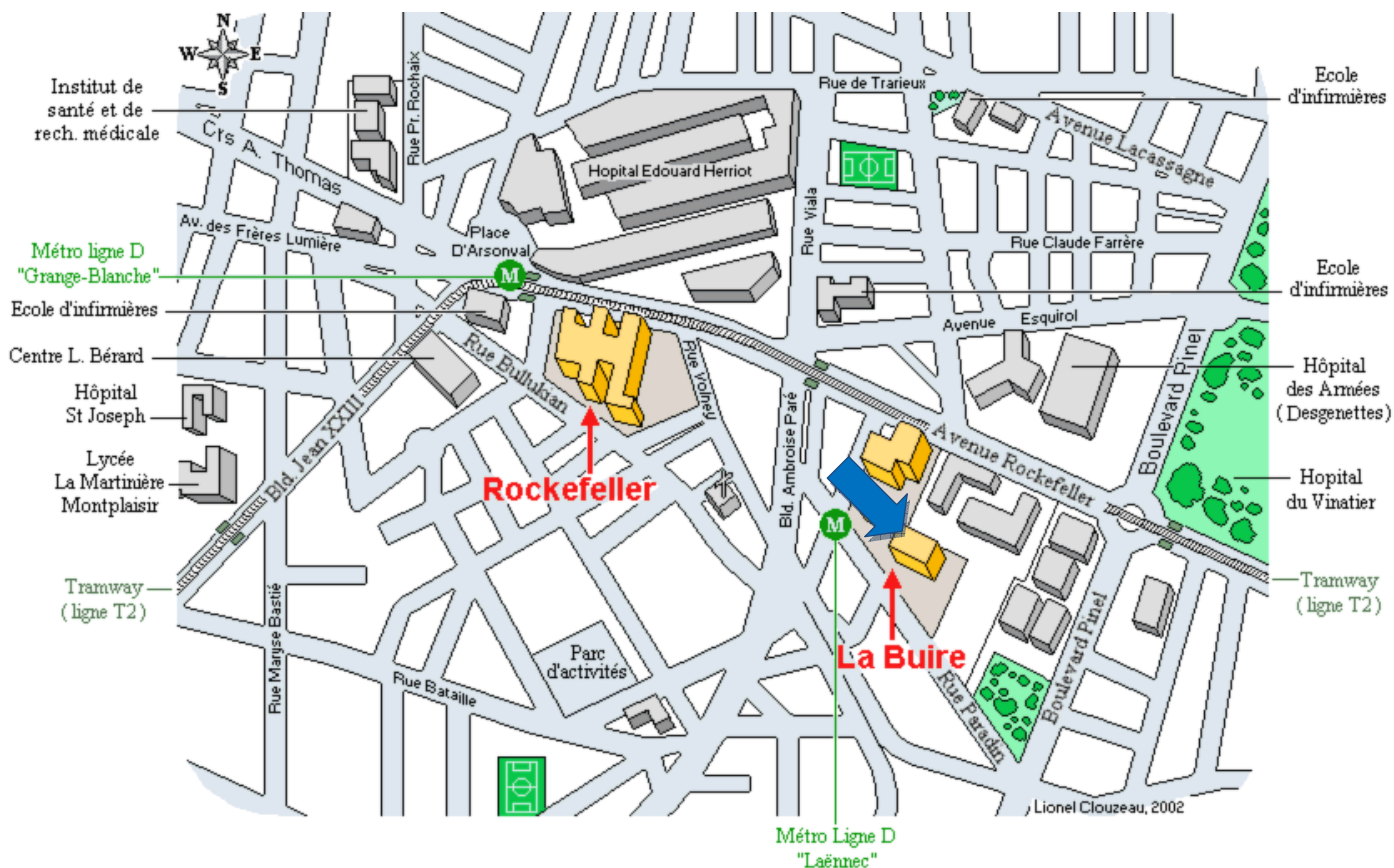 N
W E
S
Institut de
santé et de
rech. médicale
Crs A. Thomas
Rue Pr. Rochaix
Rue de Trarieux
Ecole
d'infirmières
Avenue Lacassagne
Hopital Edouard Herriot
Av. des Frères Lumière
Place
D'Arsonval
Rue Viala
Rue Claude Farrère
Métro ligne D
"Grange-Blanche"
M
Ecole
d'infirmières
Ecole d'infirmières
Avenue Esquirol
Centre L. Bérard
Rue Bullukian
Rue Volney
Boulevard Pinel
Hôpital
des Armées
(Desgenettes)
Hôpital
St Joseph
Bld. Jean XXIII
Bld. Ambroise Paré
Avenue Rockefeller
Lycée
La Martinière
Montplaisir
Rockefeller
Hopital
du Vinatier
M
Tramway
(ligne T2)
Tramway
(ligne T2)
Rue Maryse Bastié
Parc
d'activités
La Buire
Boulevard Pinel
Rue Bataille
Rue Paradin
Lionel Clouzeau, 2002
Métro Ligne D
"Laënnec"